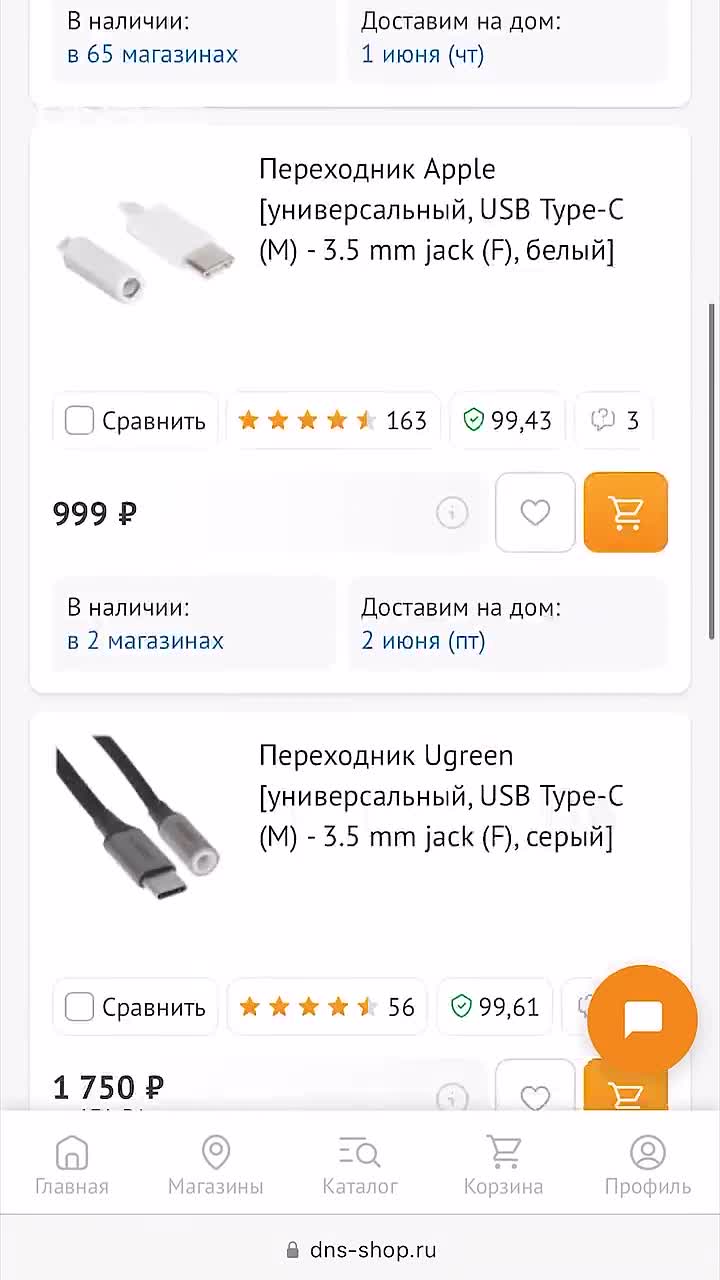 В наличии:
Доставим на дом:
в 65 магазинах
1 июня (чт)
Переходник Apple
[универсальный, USB Type-C
(M) - 3.5 mm jack (F), белый]
Сравнить
163
99,43
3
999 ₽
В наличии:
Доставим на дом:
в 2 магазинах
2 июня (пт)
Переходник Ugreen
[универсальный, USB Type-C
(M) - 3.5 mm jack (F), серый]
Сравнить
56
99,61
1 750 ₽
Главная
Магазины
Каталог
Корзина
Профиль
dns-shop.ru